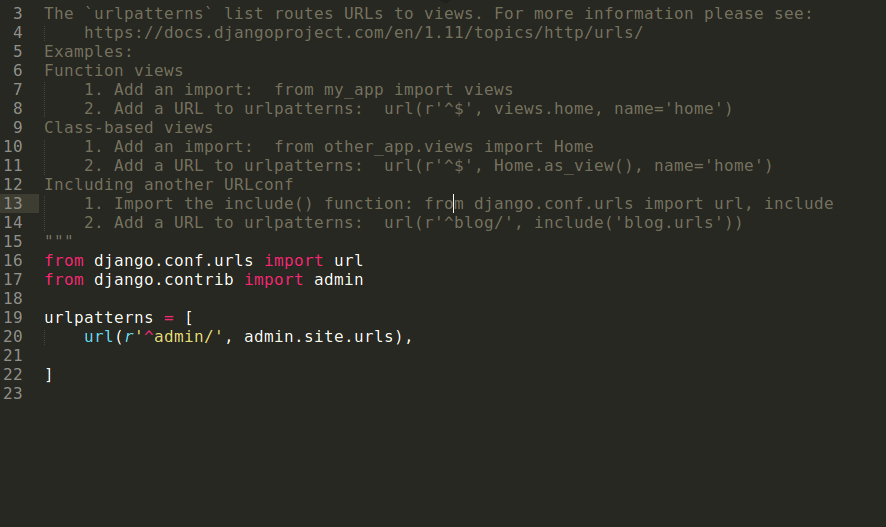 3 The `urlpatterns` list routes URLs to views. For more information please see:
4     https://docs.djangoproject.com/en/1.11/topics/http/urls/
5 Examples:
6 Function views
7     1. Add an import:  from my_app import views
8     2. Add a URL to urlpatterns:  url(r'^$', views.home, name='home')
9 Class-based views
10     1. Add an import:  from other_app.views import Home
11     2. Add a URL to urlpatterns:  url(r'^$', Home.as_view(), name='home')
12 Including another URLconf
13     1. Import the include() function: from django.conf.urls import url, include
14     2. Add a URL to urlpatterns:  url(r'^blog/', include('blog.urls'))
15 """
16 from django.conf.urls import url
17 from django.contrib import admin
18
19 urlpatterns = [
20     url(r'^admin/', admin.site.urls),
21
22 ]
23